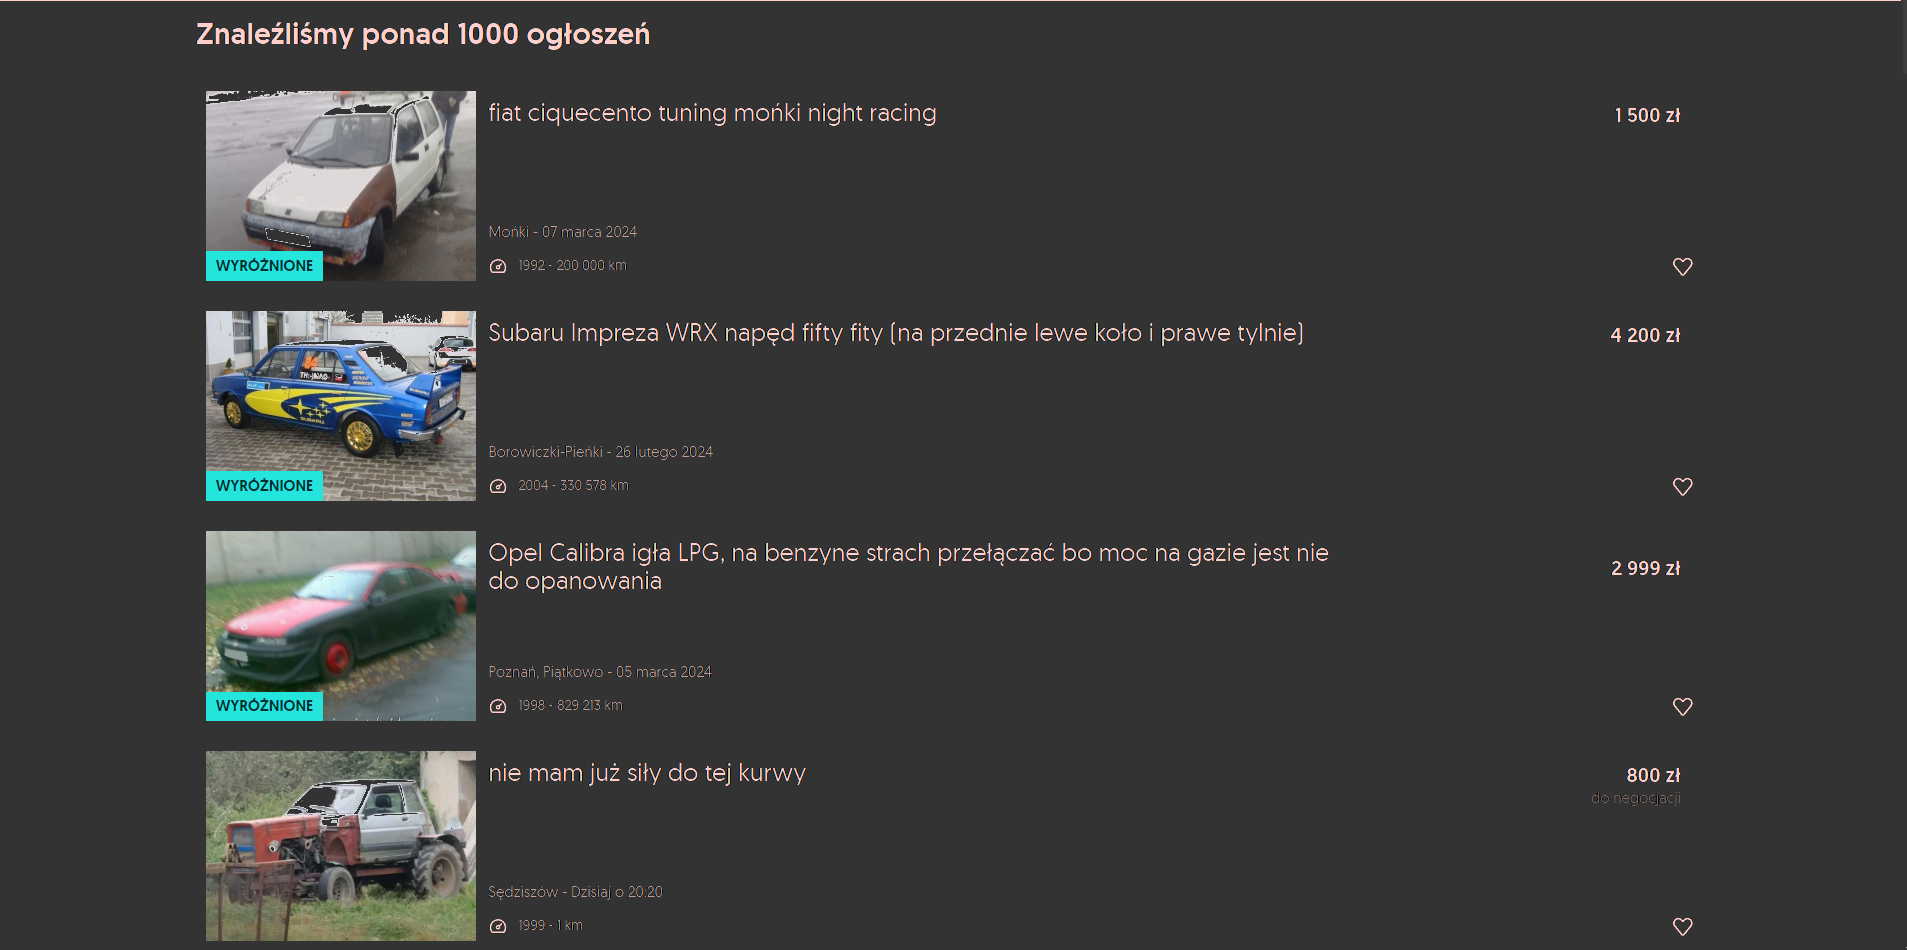 Znaleźliśmy ponad 1000 ogłoszeń
fiat ciquecento tuning mońki night racing
1 500 zł
Mońki - 07 marca 2024
1992 - 200 000 km
WYRÓŻNIONE
Subaru Impreza WRX napęd fifty fity (na przednie lewe koło i prawe tylnie)
4 200 zł
SUBARU
Borowiczki-Pieńki - 26 lutego 2024
2004 - 330 578 km
WYRÓŻNIONE
Opel Calibra igła LPG, na benzyne strach przełączać bo moc na gazie jest nie
do opanowania
2 999 zł
Poznań, Piątkowo - 05 marca 2024
1998 - 829 213 km
WYRÓŻNIONE
nie mam już siły do tej kurwy
800 zł
do negocjacji
Sędziszów - Dzisiaj o 20:20
1999 - 1 km